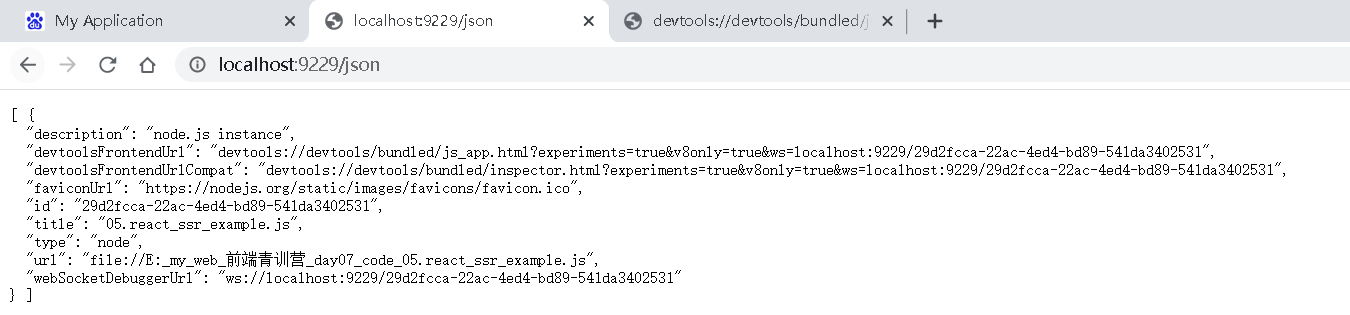 My Application
localhost:9229/json
devtools://devtools/bundled/j
localhost:9229/json
[ {
"description": "node.js instance",
"devtoolsFrontendUrl": "devtools://devtools/bundled/js_app.html?experiments=true&v8only=true&ws=localhost:9229/29d2fcca-22ac-4ed4-bd89-541da3402531",
"devtoolsFrontendUrlCompat": "devtools://devtools/bundled/inspector.html?experiments=true&v8only=true&ws=localhost:9229/29d2fcca-22ac-4ed4-bd89-541da3402531",
"faviconUrl": "https://nodejs.org/static/images/favicons/favicon.ico",
"id": "29d2fcca-22ac-4ed4-bd89-541da3402531",
"title": "05.react_ssr_example.js",
"type": "node",
"url": "file://E:_my_web_前端青训营_day07_code_05.react_ssr_example.js",
"webSocketDebuggerUrl": "ws://localhost:9229/29d2fcca-22ac-4ed4-bd89-541da3402531"
} ]